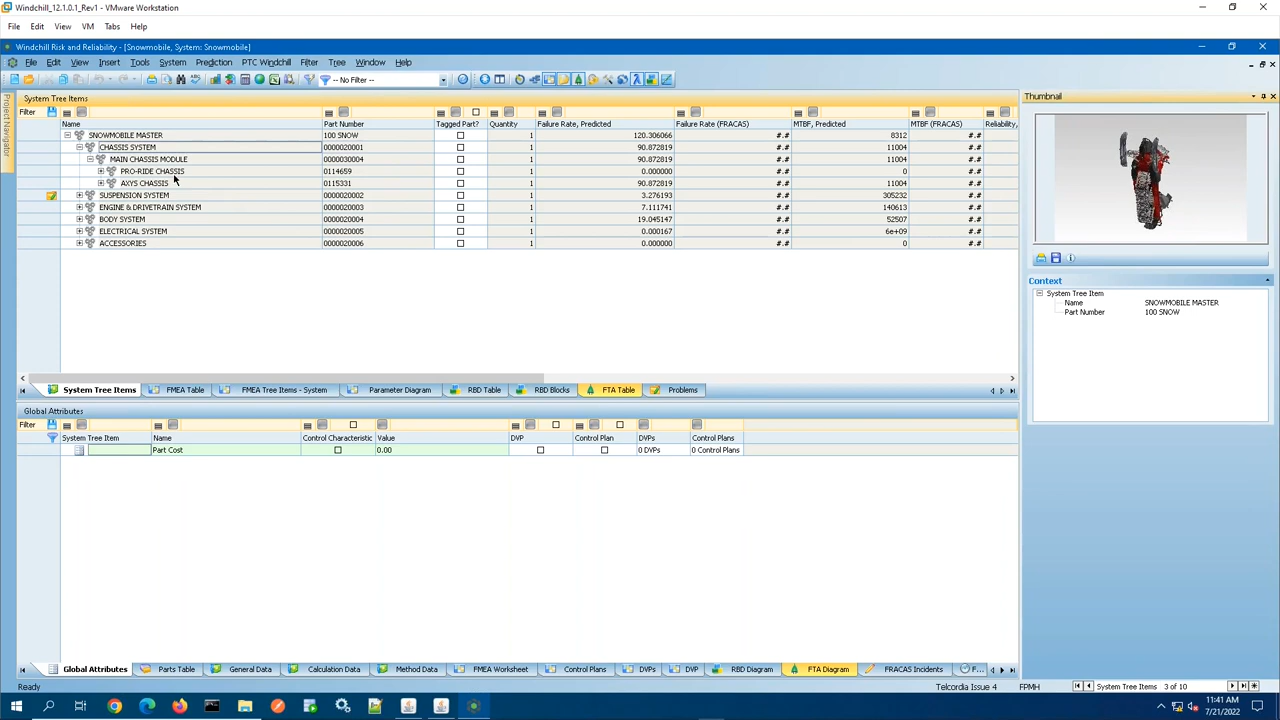 Windchill_12.1.0.1_Rev1 - VMware Workstation
File Edit View VM Tabs Help
Windchill Risk and Reliability - [Snowmobile, System: Snowmobile]
File Edit View Insert Tools System Prediction PTC Windchill Filter Tree Window Help
-- No Filter --
Project Navigator
System Tree Items
Filter
Name Part Number Tagged Part? Quantity Failure Rate, Predicted Failure Rate (FRACAS) MTBF, Predicted MTBF (FRACAS) Reliability,
SNOWMOBILE MASTER 100 SNOW 1 120.306066 #.# 8312 #.#
CHASSIS SYSTEM 0000020001 1 90.872819 #.# 11004 #.#
MAIN CHASSIS MODULE 0000030004 1 90.872819 #.# 11004 #.#
PRO-RIDE CHASSIS 0114659 1 0.000000 #.# 0 #.#
AXYS CHASSIS 0115331 1 90.872819 #.# 11004 #.#
SUSPENSION SYSTEM 0000020002 1 3.276193 #.# 305232 #.#
ENGINE & DRIVETRAIN SYSTEM 0000020003 1 7.111741 #.# 140613 #.#
BODY SYSTEM 0000020004 1 19.045147 #.# 52507 #.#
ELECTRICAL SYSTEM 0000020005 1 0.000167 #.# 6e+09 #.#
ACCESSORIES 0000020006 1 0.000000 #.# 0 #.#
System Tree Items FMEA Table FMEA Tree Items - System Parameter Diagram RBD Table RBD Blocks FTA Table Problems
Global Attributes
Filter
System Tree Item Name Control Characteristic Value DVP Control Plan DVPs Control Plans
Part Cost 0.00 0 DVPs 0 Control Plans
Global Attributes Parts Table General Data Calculation Data Method Data FMEA Worksheet Control Plans DVPs DVP RBD Diagram FTA Diagram FRACAS Incidents F...
Thumbnail
Context
System Tree Item
Name SNOWMOBILE MASTER
Part Number 100 SNOW
Ready Telcordia Issue 4 FPMH System Tree Items 3 of 10
11:41 AM
7/21/2022